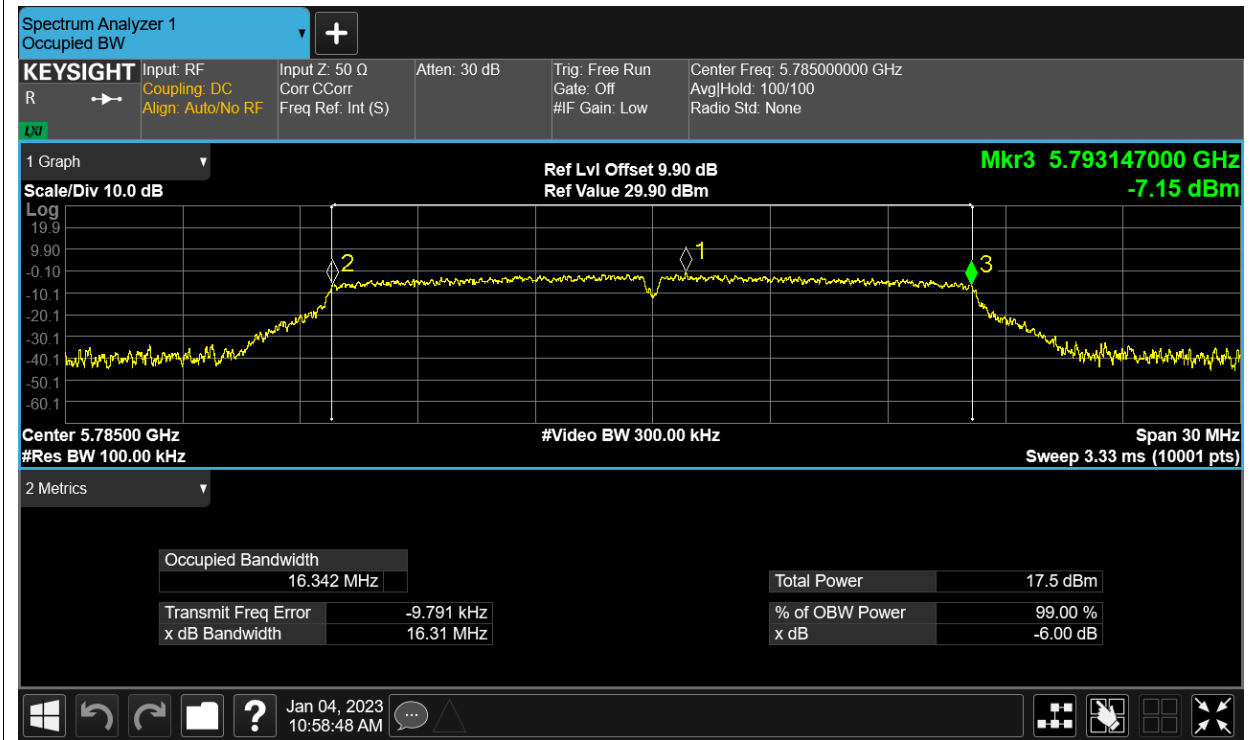 Spectrum Analyzer 1
Occupied BW
KEYSIGHT
R
LXI
Input: RF
Coupling: DC
Align: Auto/No RF
Input Z: 50 Ω
Corr CCorr
Freq Ref: Int (S)
Atten: 30 dB
Trig: Free Run
Gate: Off
#IF Gain: Low
Center Freq: 5.785000000 GHz
Avg|Hold: 100/100
Radio Std: None
1 Graph
Scale/Div 10.0 dB
Ref Lvl Offset 9.90 dB
Ref Value 29.90 dBm
Mkr3 5.793147000 GHz
-7.15 dBm
Log
19.9
9.90
-0.10
-10.1
-20.1
-30.1
-40.1
-50.1
-60.1
2
1
3
Center 5.78500 GHz
#Res BW 100.00 kHz
#Video BW 300.00 kHz
Span 30 MHz
Sweep 3.33 ms (10001 pts)
2 Metrics
Occupied Bandwidth
16.342 MHz
Transmit Freq Error -9.791 kHz
x dB Bandwidth 16.31 MHz
Total Power 17.5 dBm
% of OBW Power 99.00 %
x dB -6.00 dB
?
Jan 04, 2023
10:58:48 AM